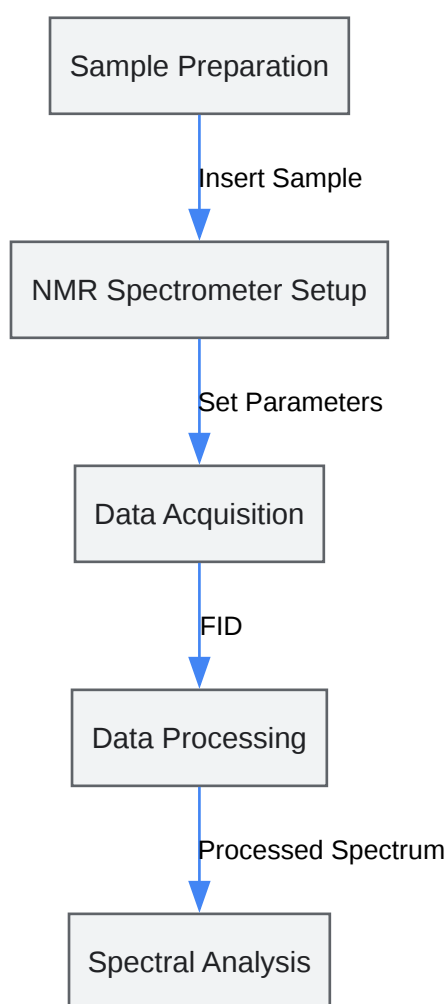 Sample Preparation
Insert Sample
NMR Spectrometer Setup
Set Parameters
Data Acquisition
FID
Data Processing
Processed Spectrum
Spectral Analysis